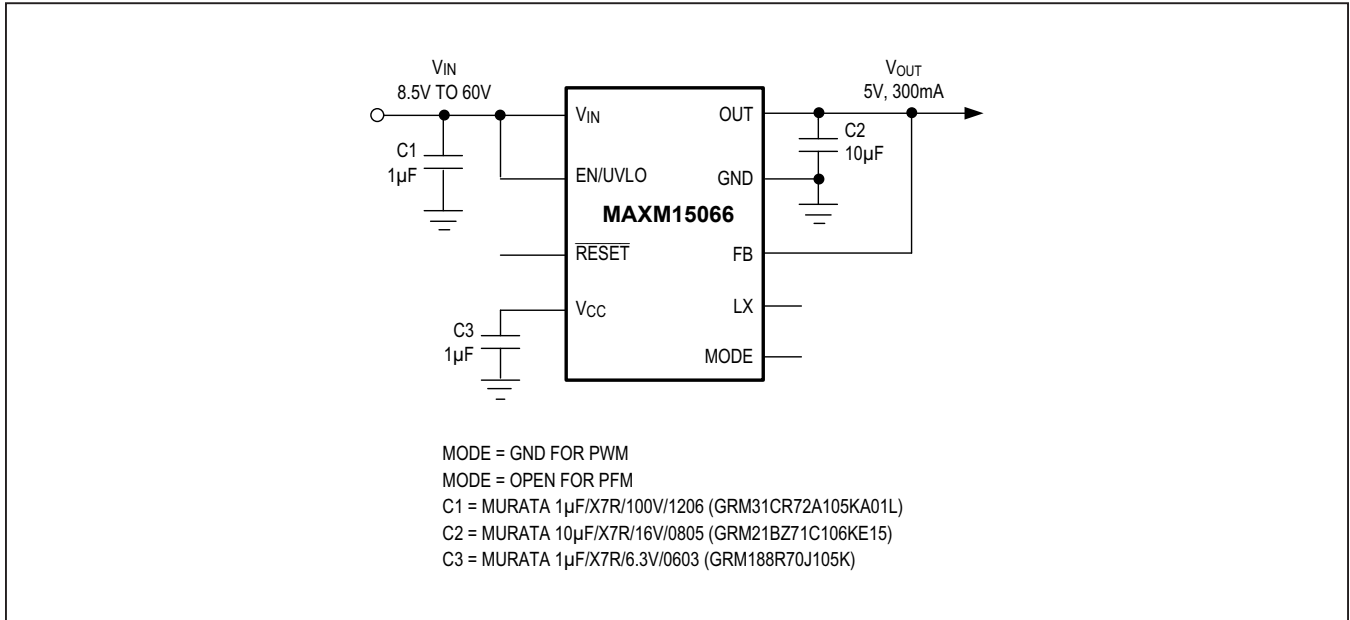 VIN
8.5V TO 60V
VOUT
5V, 300mA
VIN
OUT
C1
1µF
C2
10µF
EN/UVLO
GND
MAXM15066
RESET
FB
VCC
LX
C3
1µF
MODE
MODE = GND FOR PWM
MODE = OPEN FOR PFM
C1 = MURATA 1µF/X7R/100V/1206 (GRM31CR72A105KA01L)
C2 = MURATA 10µF/X7R/16V/0805 (GRM21BZ71C106KE15)
C3 = MURATA 1µF/X7R/6.3V/0603 (GRM188R70J105K)